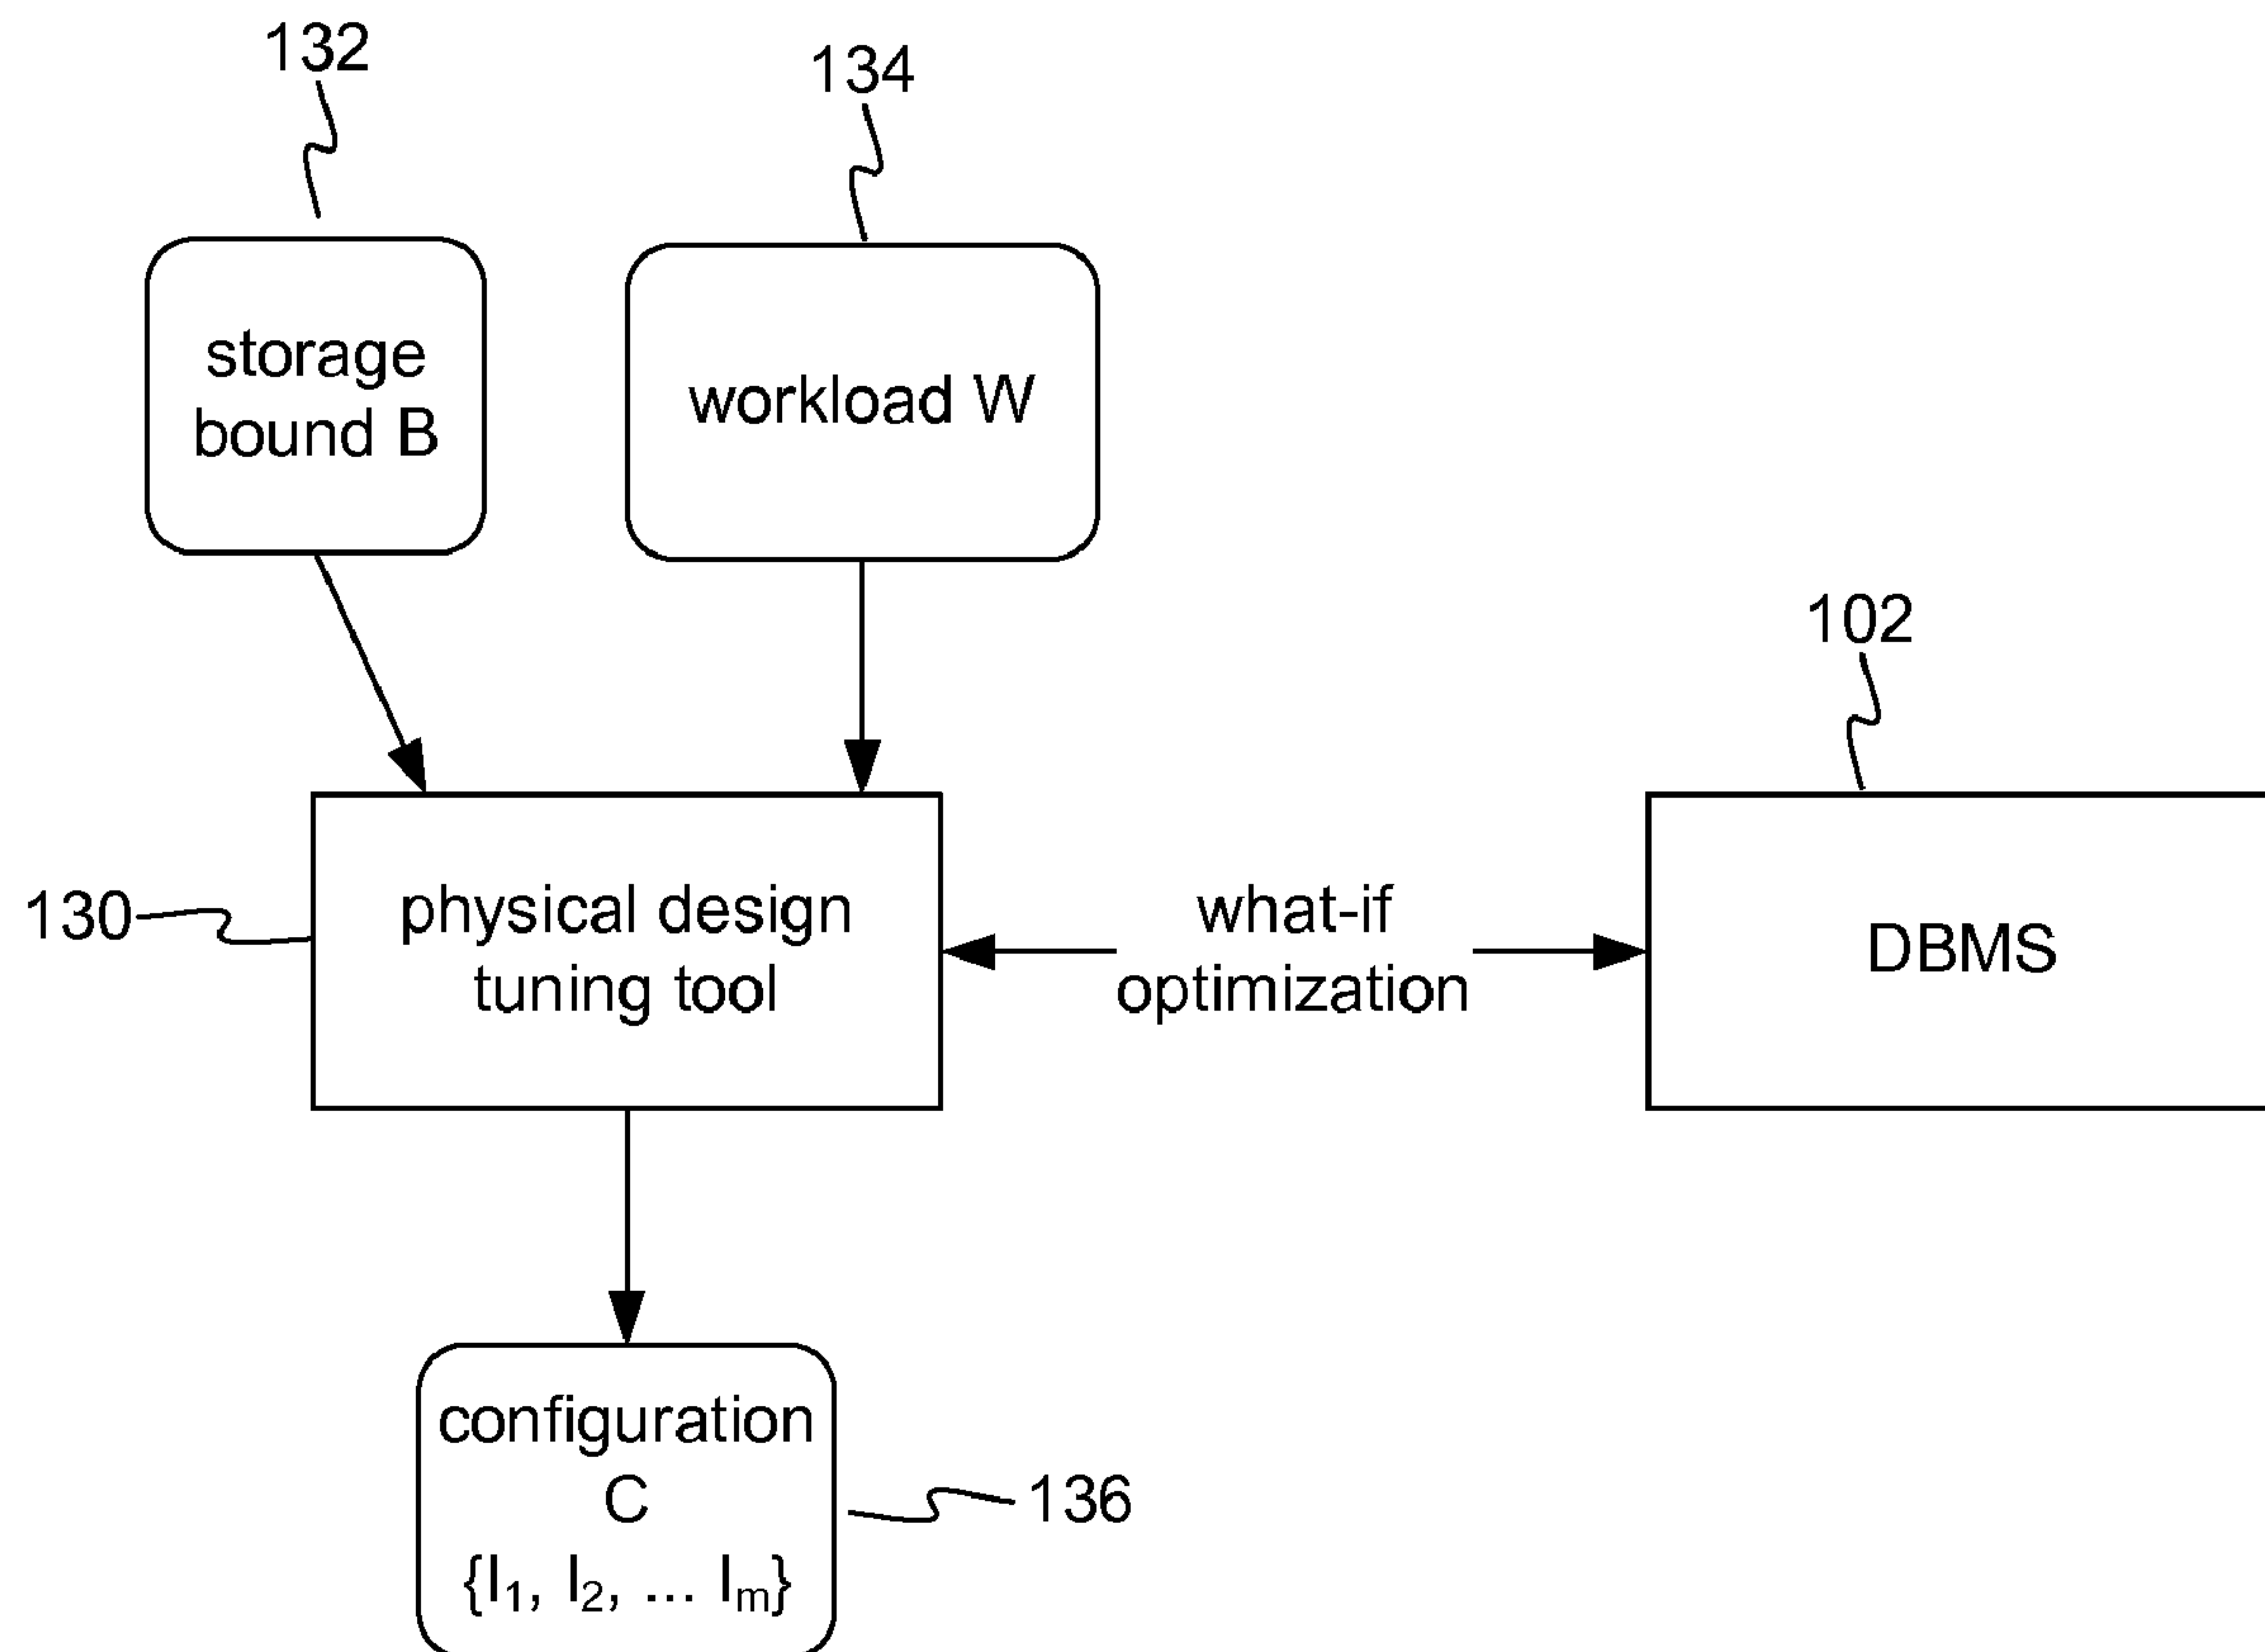 132
134
storage
bound B
workload W
102
130
physical design
tuning tool
what-if
optimization
DBMS
configuration
C
{I₁, I₂, ... Iₘ}
136